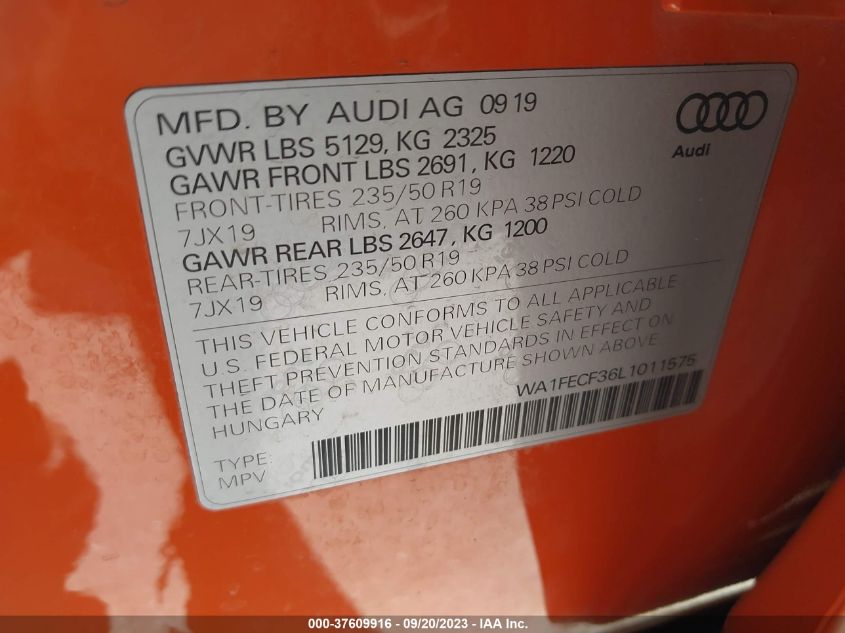 MFD. BY AUDI AG 09 19
GVWR LBS 5129, KG 2325
GAWR FRONT LBS 2691, KG 1220
FRONT-TIRES 235/50 R19
7JX19 RIMS, AT 260 KPA 38 PSI COLD
GAWR REAR LBS 2647, KG 1200
REAR-TIRES 235/50 R19
7JX19 RIMS, AT 260 KPA 38 PSI COLD
Audi
THIS VEHICLE CONFORMS TO ALL APPLICABLE
U.S. FEDERAL MOTOR VEHICLE SAFETY AND
THEFT PREVENTION STANDARDS IN EFFECT ON
THE DATE OF MANUFACTURE SHOWN ABOVE
HUNGARY
WA1FECF36L1011575
TYPE
MPV
000-37609916 - 09/20/2023 - IAA Inc.